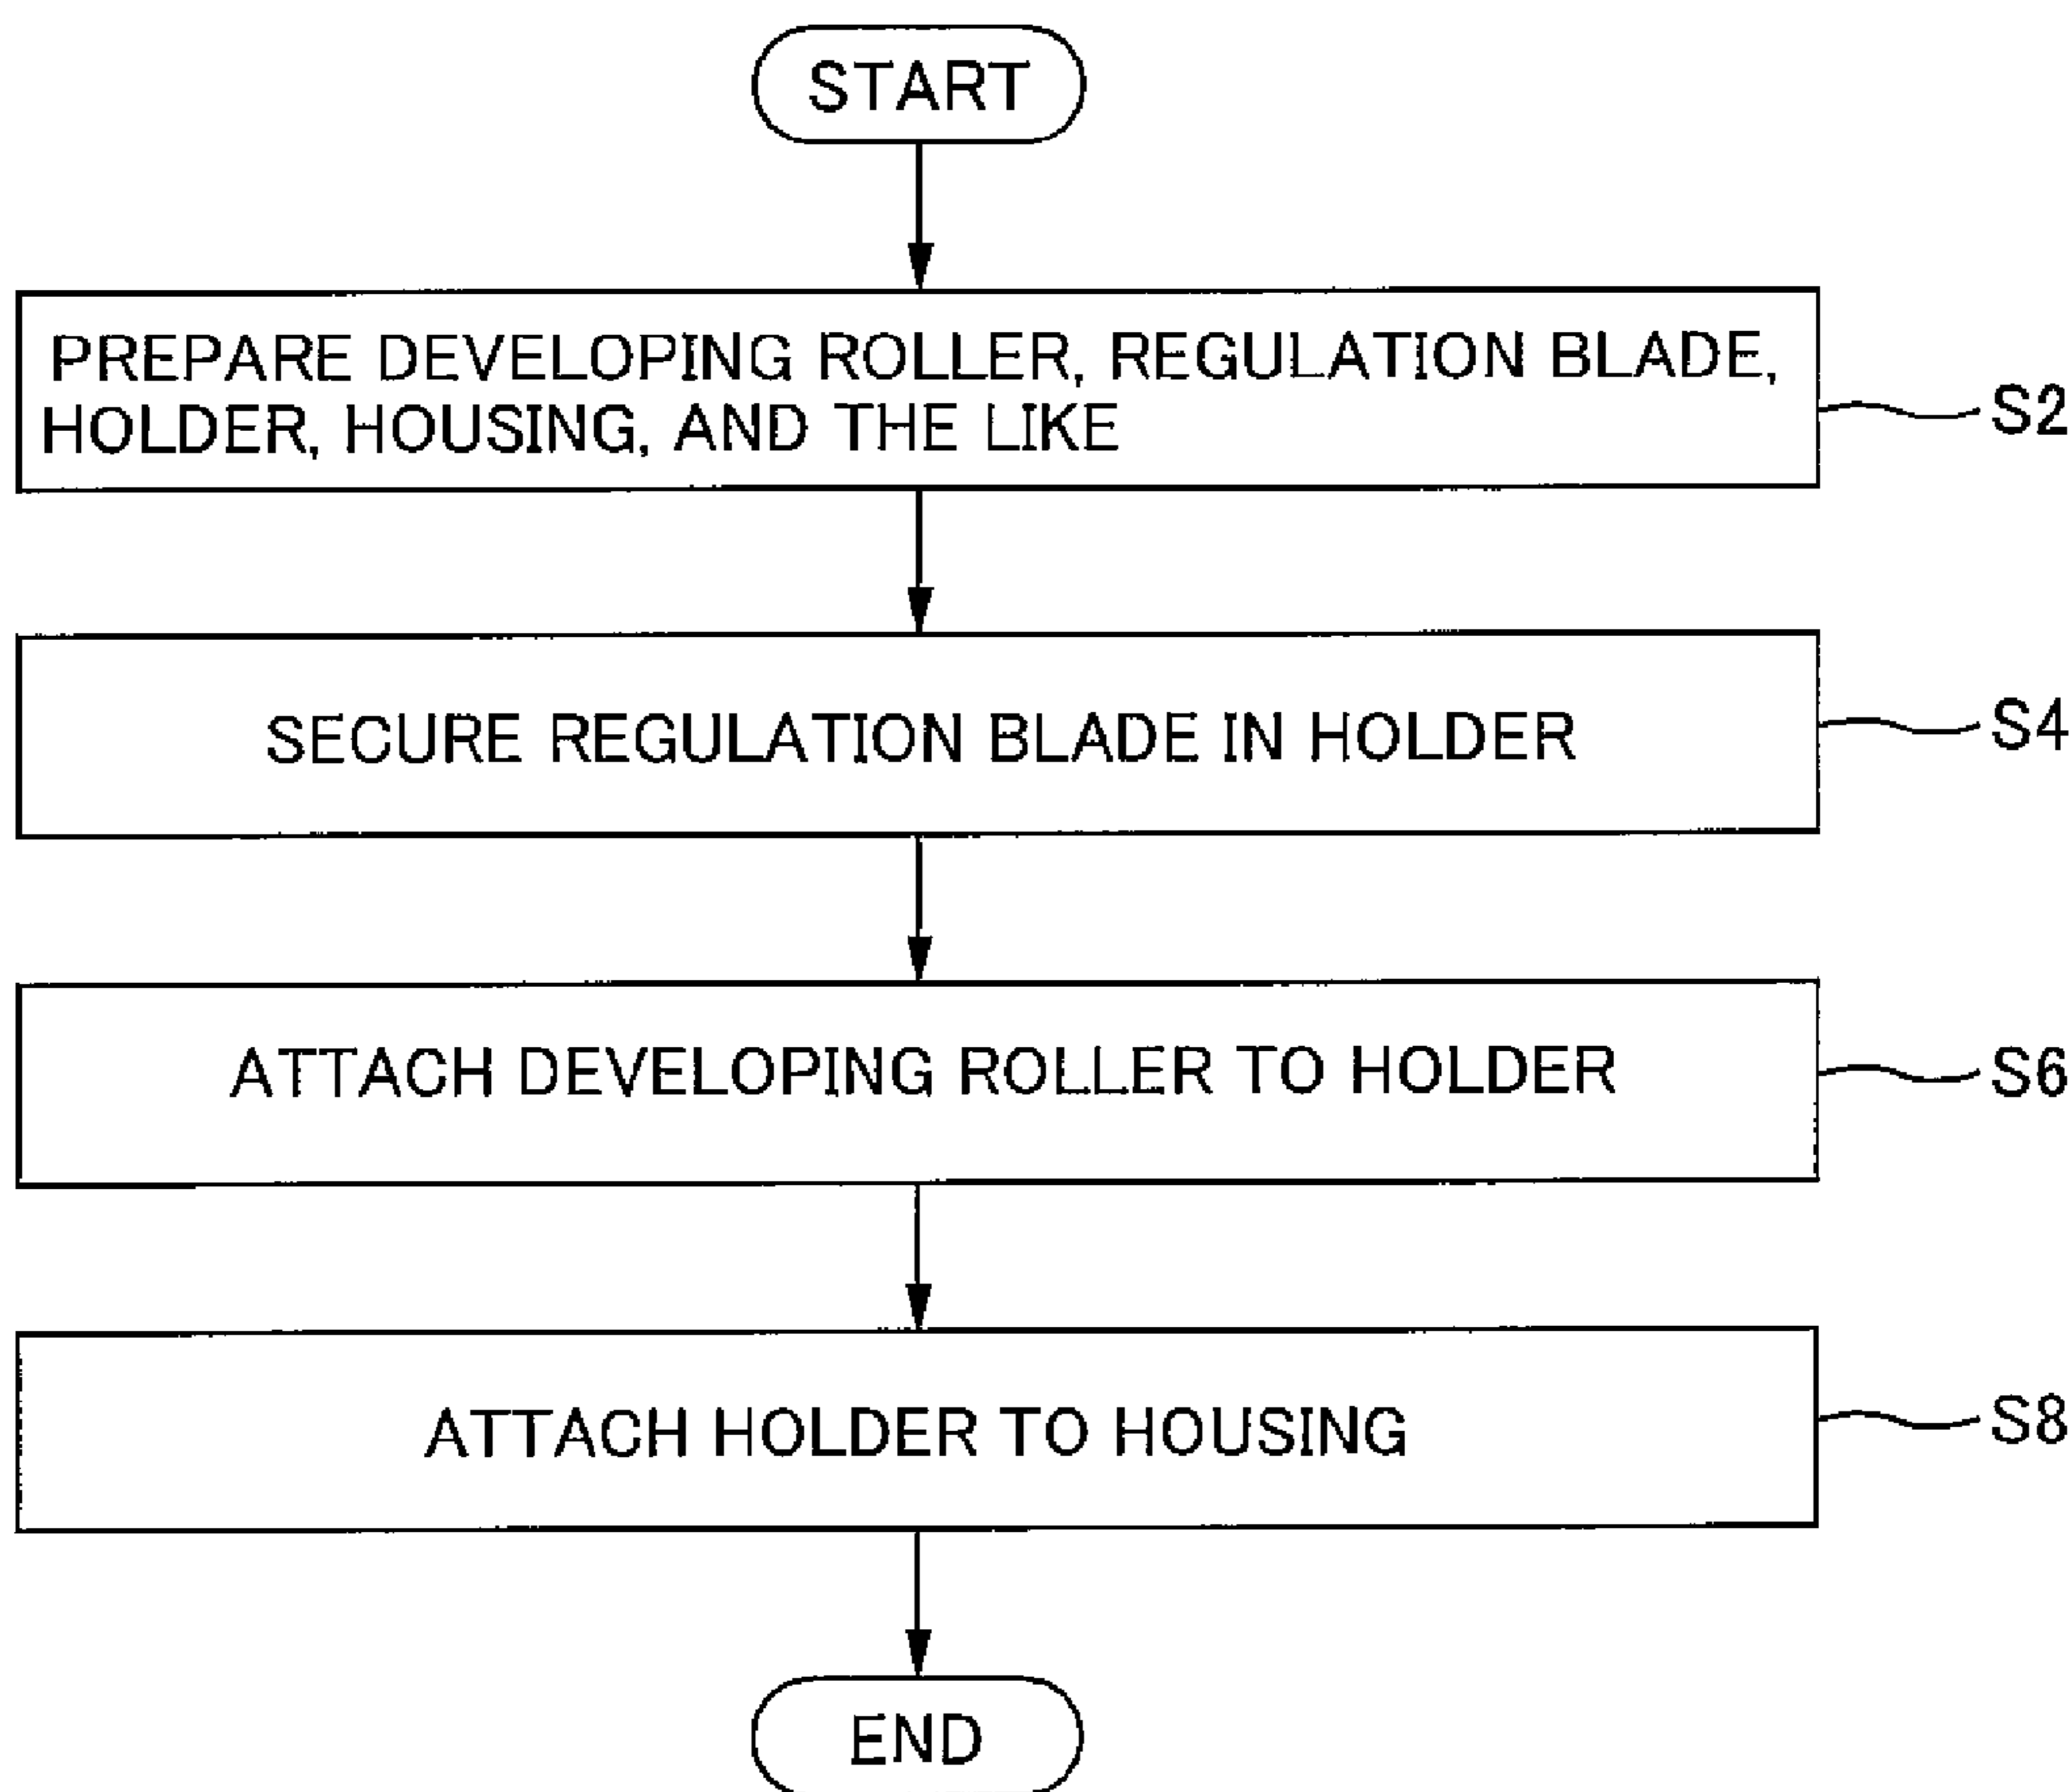 START
PREPARE DEVELOPING ROLLER, REGULATION BLADE,
HOLDER, HOUSING, AND THE LIKE
S2
SECURE REGULATION BLADE IN HOLDER
S4
ATTACH DEVELOPING ROLLER TO HOLDER
S6
ATTACH HOLDER TO HOUSING
S8
END